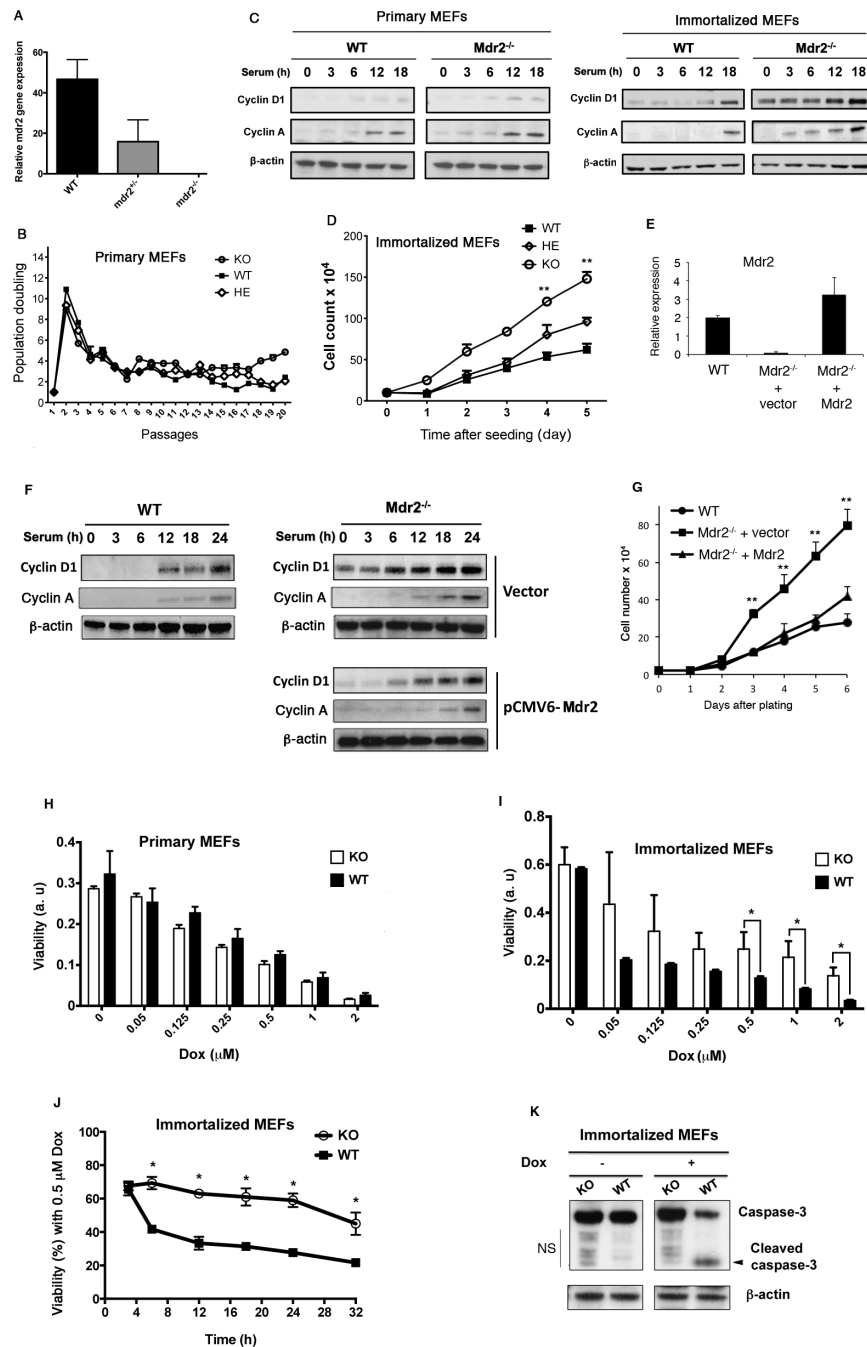 A
Relative mdr2 gene expression
60
40
20
0
WT
mdr2+/-
mdr2-/-
C
Primary MEFs
WT
Mdr2-/-
Serum (h) 0 3 6 12 18 0 3 6 12 18
Cyclin D1
Cyclin A
β-actin
Immortalized MEFs
WT
Mdr2-/-
Serum (h) 0 3 6 12 18 0 3 6 12 18
Cyclin D1
Cyclin A
β-actin
B
Primary MEFs
KO
WT
HE
Population doubling
14
12
10
8
6
4
2
0
1 2 3 4 5 6 7 8 9 10 11 12 13 14 15 16 17 18 19 20
Passages
D
Immortalized MEFs
WT
HE
KO
Cell count x 10⁴
200
150
100
50
0
** **
0 1 2 3 4 5
Time after seeding (day)
E
Mdr2
Relative expression
5
4
3
2
1
0
WT
Mdr2-/-
+
vector
Mdr2-/-
+
Mdr2
F
WT
Serum (h) 0 3 6 12 18 24
Cyclin D1
Cyclin A
β-actin
Mdr2-/-
Serum (h) 0 3 6 12 18 24
Cyclin D1
Cyclin A
β-actin
Vector
Cyclin D1
Cyclin A
β-actin
pCMV6-Mdr2
G
WT
Mdr2-/- + vector
Mdr2-/- + Mdr2
Cell number x 10⁴
80
60
40
20
0
** ** ** **
0 1 2 3 4 5 6
Days after plating
H
Primary MEFs
KO
WT
Viability (a. u)
0.4
0.3
0.2
0.1
0.0
0 0.05 0.125 0.25 0.5 1 2
Dox (μM)
I
Immortalized MEFs
KO
WT
Viability (a. u)
0.8
0.6
0.4
0.2
0
* * *
0 0.05 0.125 0.25 0.5 1 2
Dox (μM)
J
Immortalized MEFs
KO
WT
Viability (%) with 0.5 μM Dox
100
80
60
40
20
0
* * * * *
0 4 8 12 16 20 24 28 32
Time (h)
K
Immortalized MEFs
Dox - +
KO WT KO WT
Caspase-3
NS
Cleaved
caspase-3
β-actin